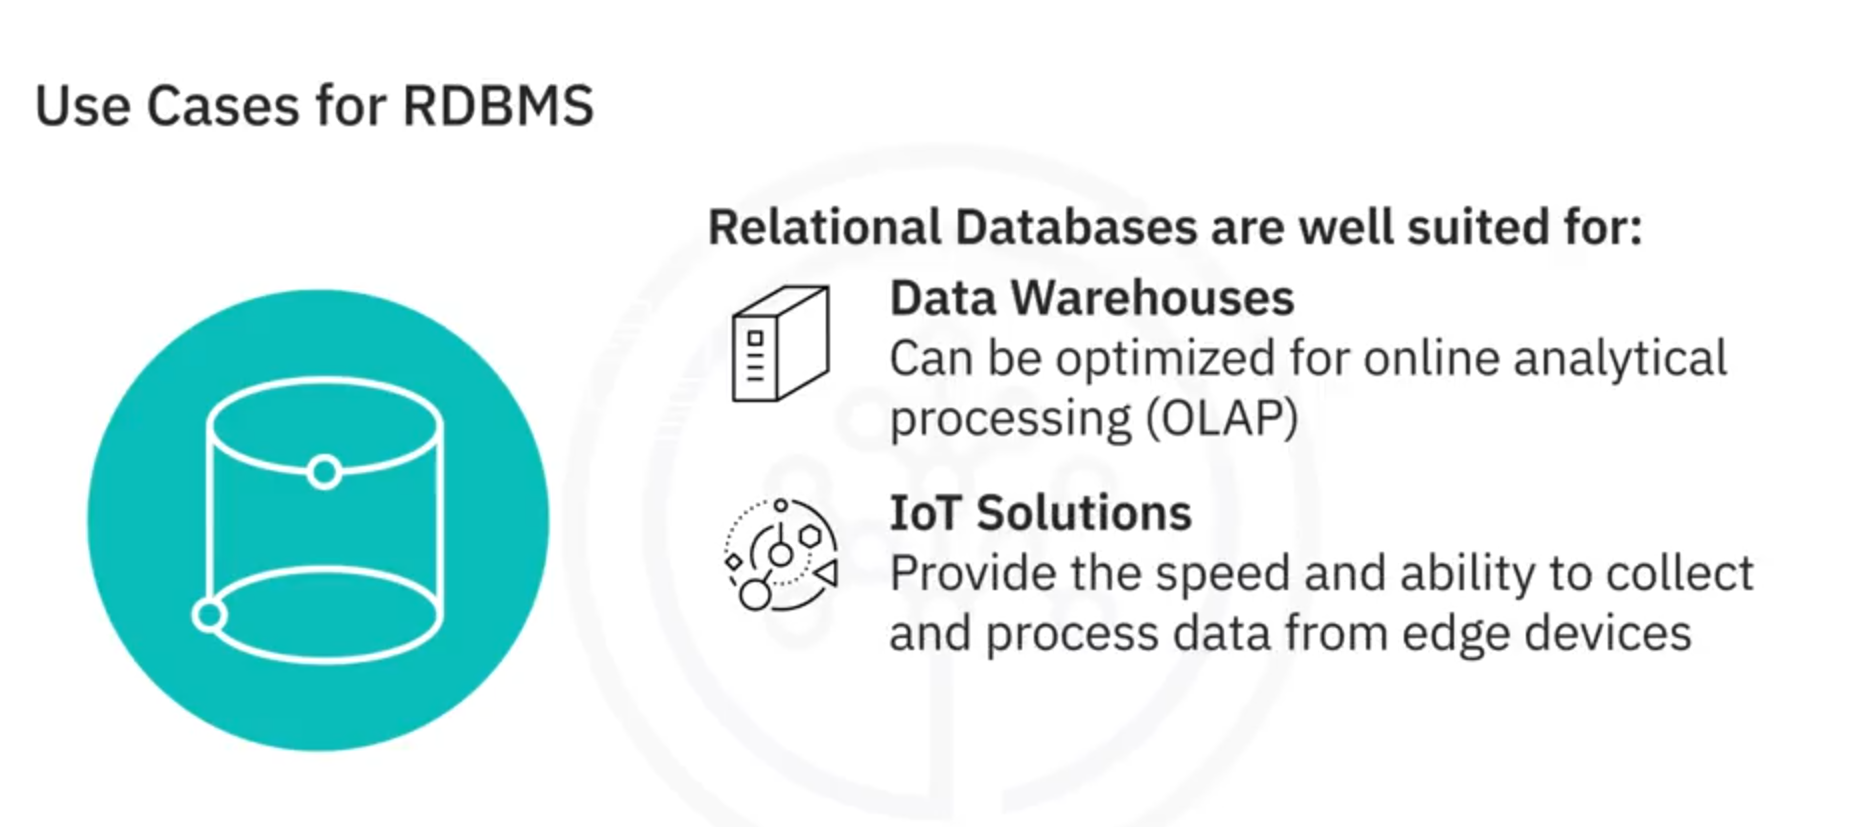 Use Cases for RDBMS
Relational Databases are well suited for:
Data Warehouses
Can be optimized for online analytical
processing (OLAP)
IoT Solutions
Provide the speed and ability to collect
and process data from edge devices